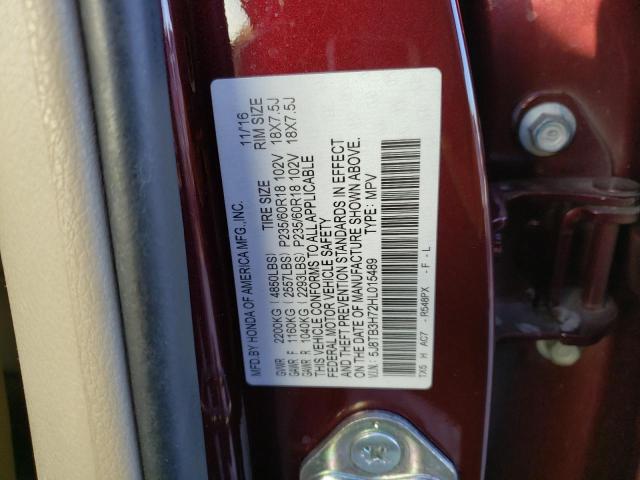 MFD.BY HONDA OF AMERICA MFG.,INC. 11/16
TIRE SIZE RIM SIZE
GVWR 2200KG (4850LBS)
GAWR F 1160KG (2557LBS) P235/60R18 102V 18X7.5J
GAWR R 1040KG (2293LBS) P235/60R18 102V 18X7.5J
THIS VEHICLE CONFORMS TO ALL APPLICABLE
FEDERAL MOTOR VEHICLE SAFETY
AND THEFT PREVENTION STANDARDS IN EFFECT
ON THE DATE OF MANUFACTURE SHOWN ABOVE.
V.I.N.: 5J8TB3H72HL015489 TYPE: MPV
TX5 H AC7 -R548PX - F - L